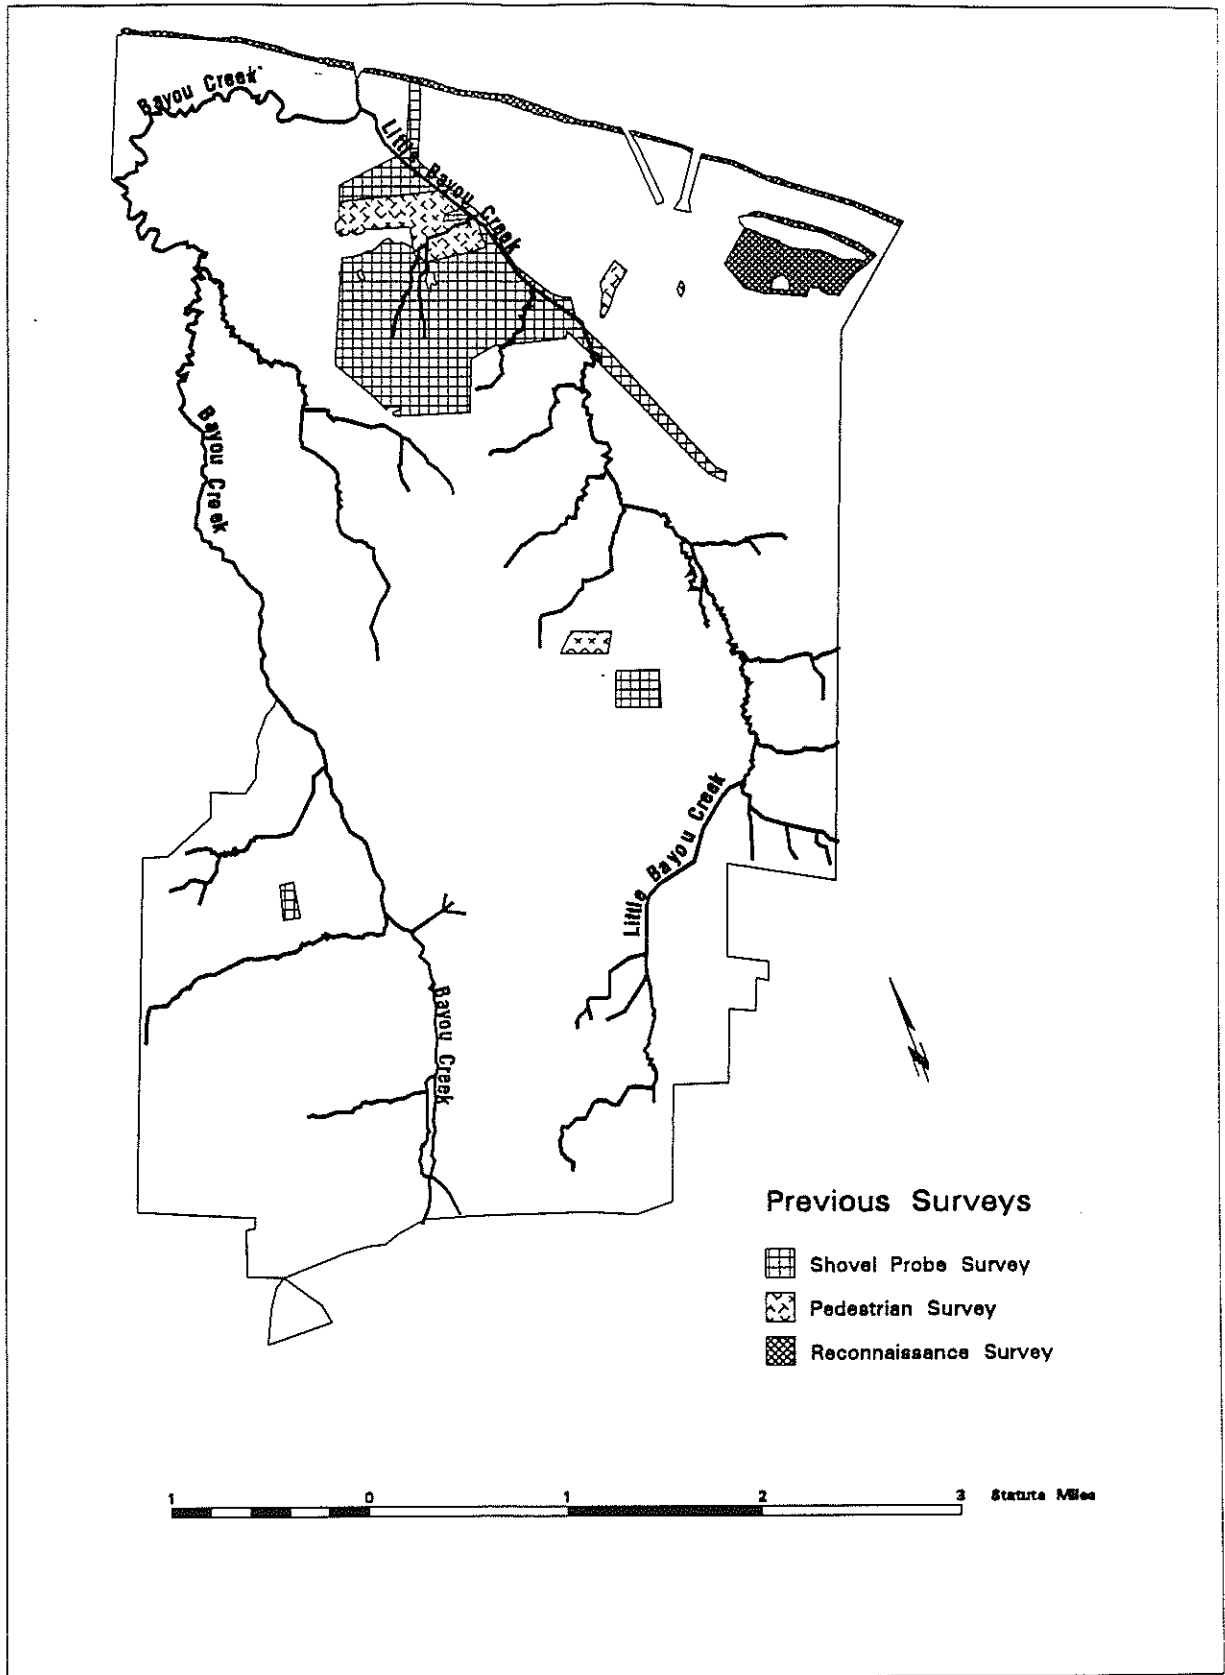 Bayou Creek
Little Bayou Creek
Bayou Creek
Little Bayou Creek
Bayou Creek
Previous Surveys
Shovel Probe Survey
Pedestrian Survey
Reconnaissance Survey
1 0 1 2 3 Statute Miles